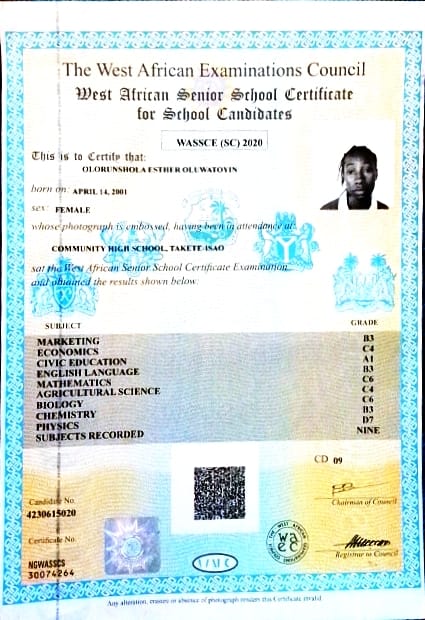 The West African Examinations Council
West African Senior School Certificate
for School Candidates
WASSCE (SC) 2020
This is to Certify that:
OLORUNSHOLA ESTHER OLUWATOYIN
born on: APRIL 14, 2001
sex: FEMALE
whose photograph is embossed, having been in attendance at:
COMMUNITY HIGH SCHOOL, TAKETE-ISAO
sat the West African Senior School Certificate Examination
and obtained the results shown below:
SUBJECT GRADE
MARKETING B3
ECONOMICS C4
CIVIC EDUCATION A1
ENGLISH LANGUAGE B3
MATHEMATICS C6
AGRICULTURAL SCIENCE C4
BIOLOGY C6
CHEMISTRY B3
PHYSICS D7
SUBJECTS RECORDED NINE
CD 09
Candidate No.
4230615020
Chairman of Council
Certificate No.
NGWASSCS
30074264
Registrar to Council
Any alteration, erasure or absence of photograph renders this Certificate invalid